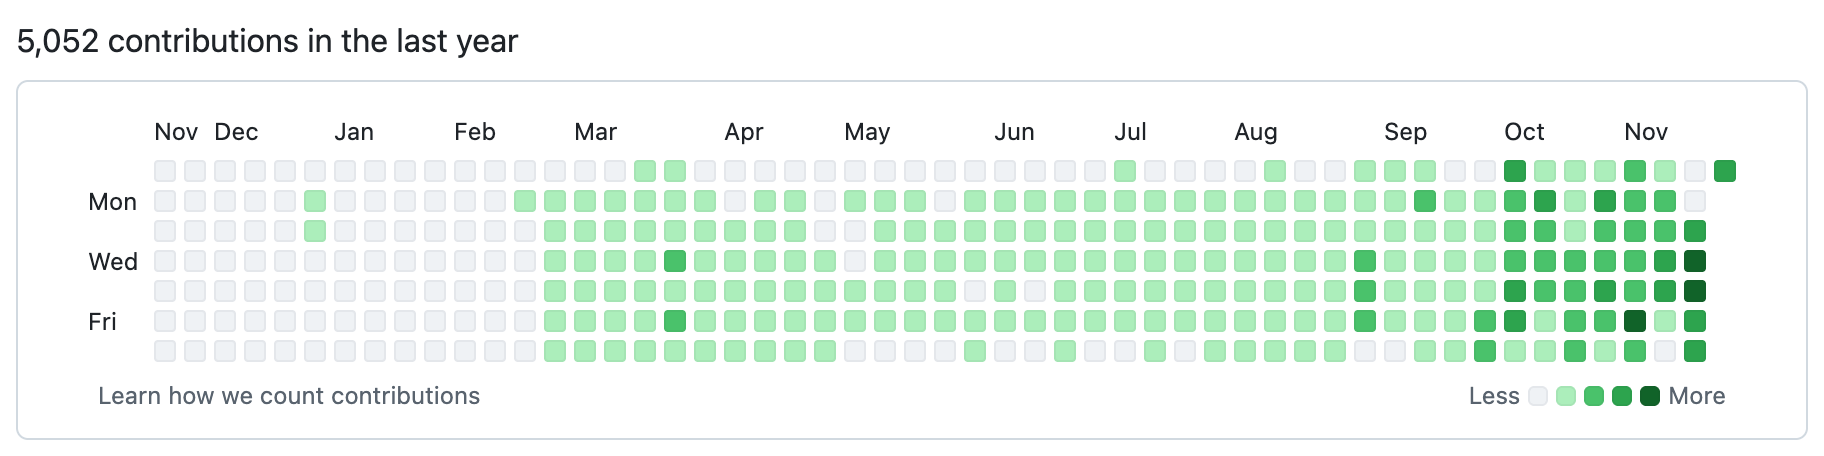 5,052 contributions in the last year
Nov Dec Jan Feb Mar Apr May Jun Jul Aug Sep Oct Nov
Mon
Wed
Fri
Learn how we count contributions
Less More